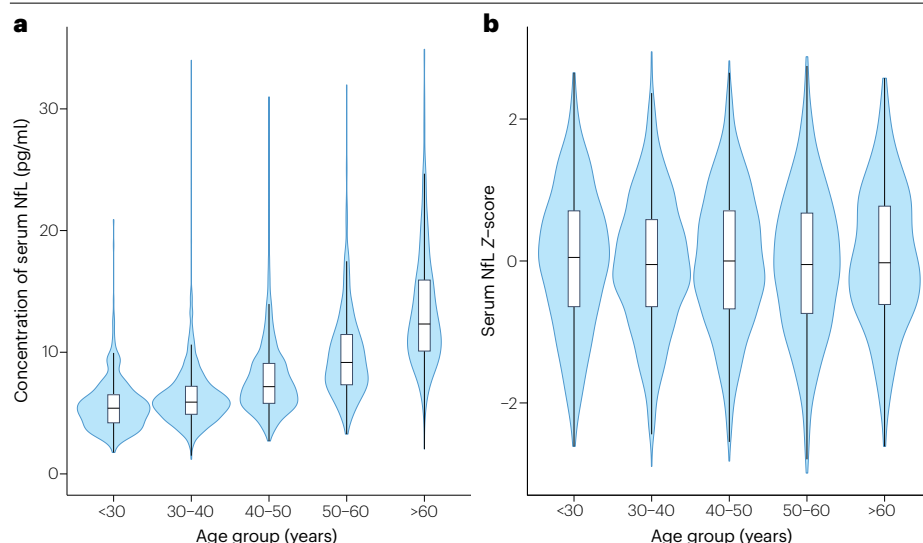 a
Concentration of serum NfL (pg/ml)
30
20
10
0
<30 30–40 40–50 50–60 >60
Age group (years)
b
Serum NfL Z-score
2
0
–2
<30 30–40 40–50 50–60 >60
Age group (years)